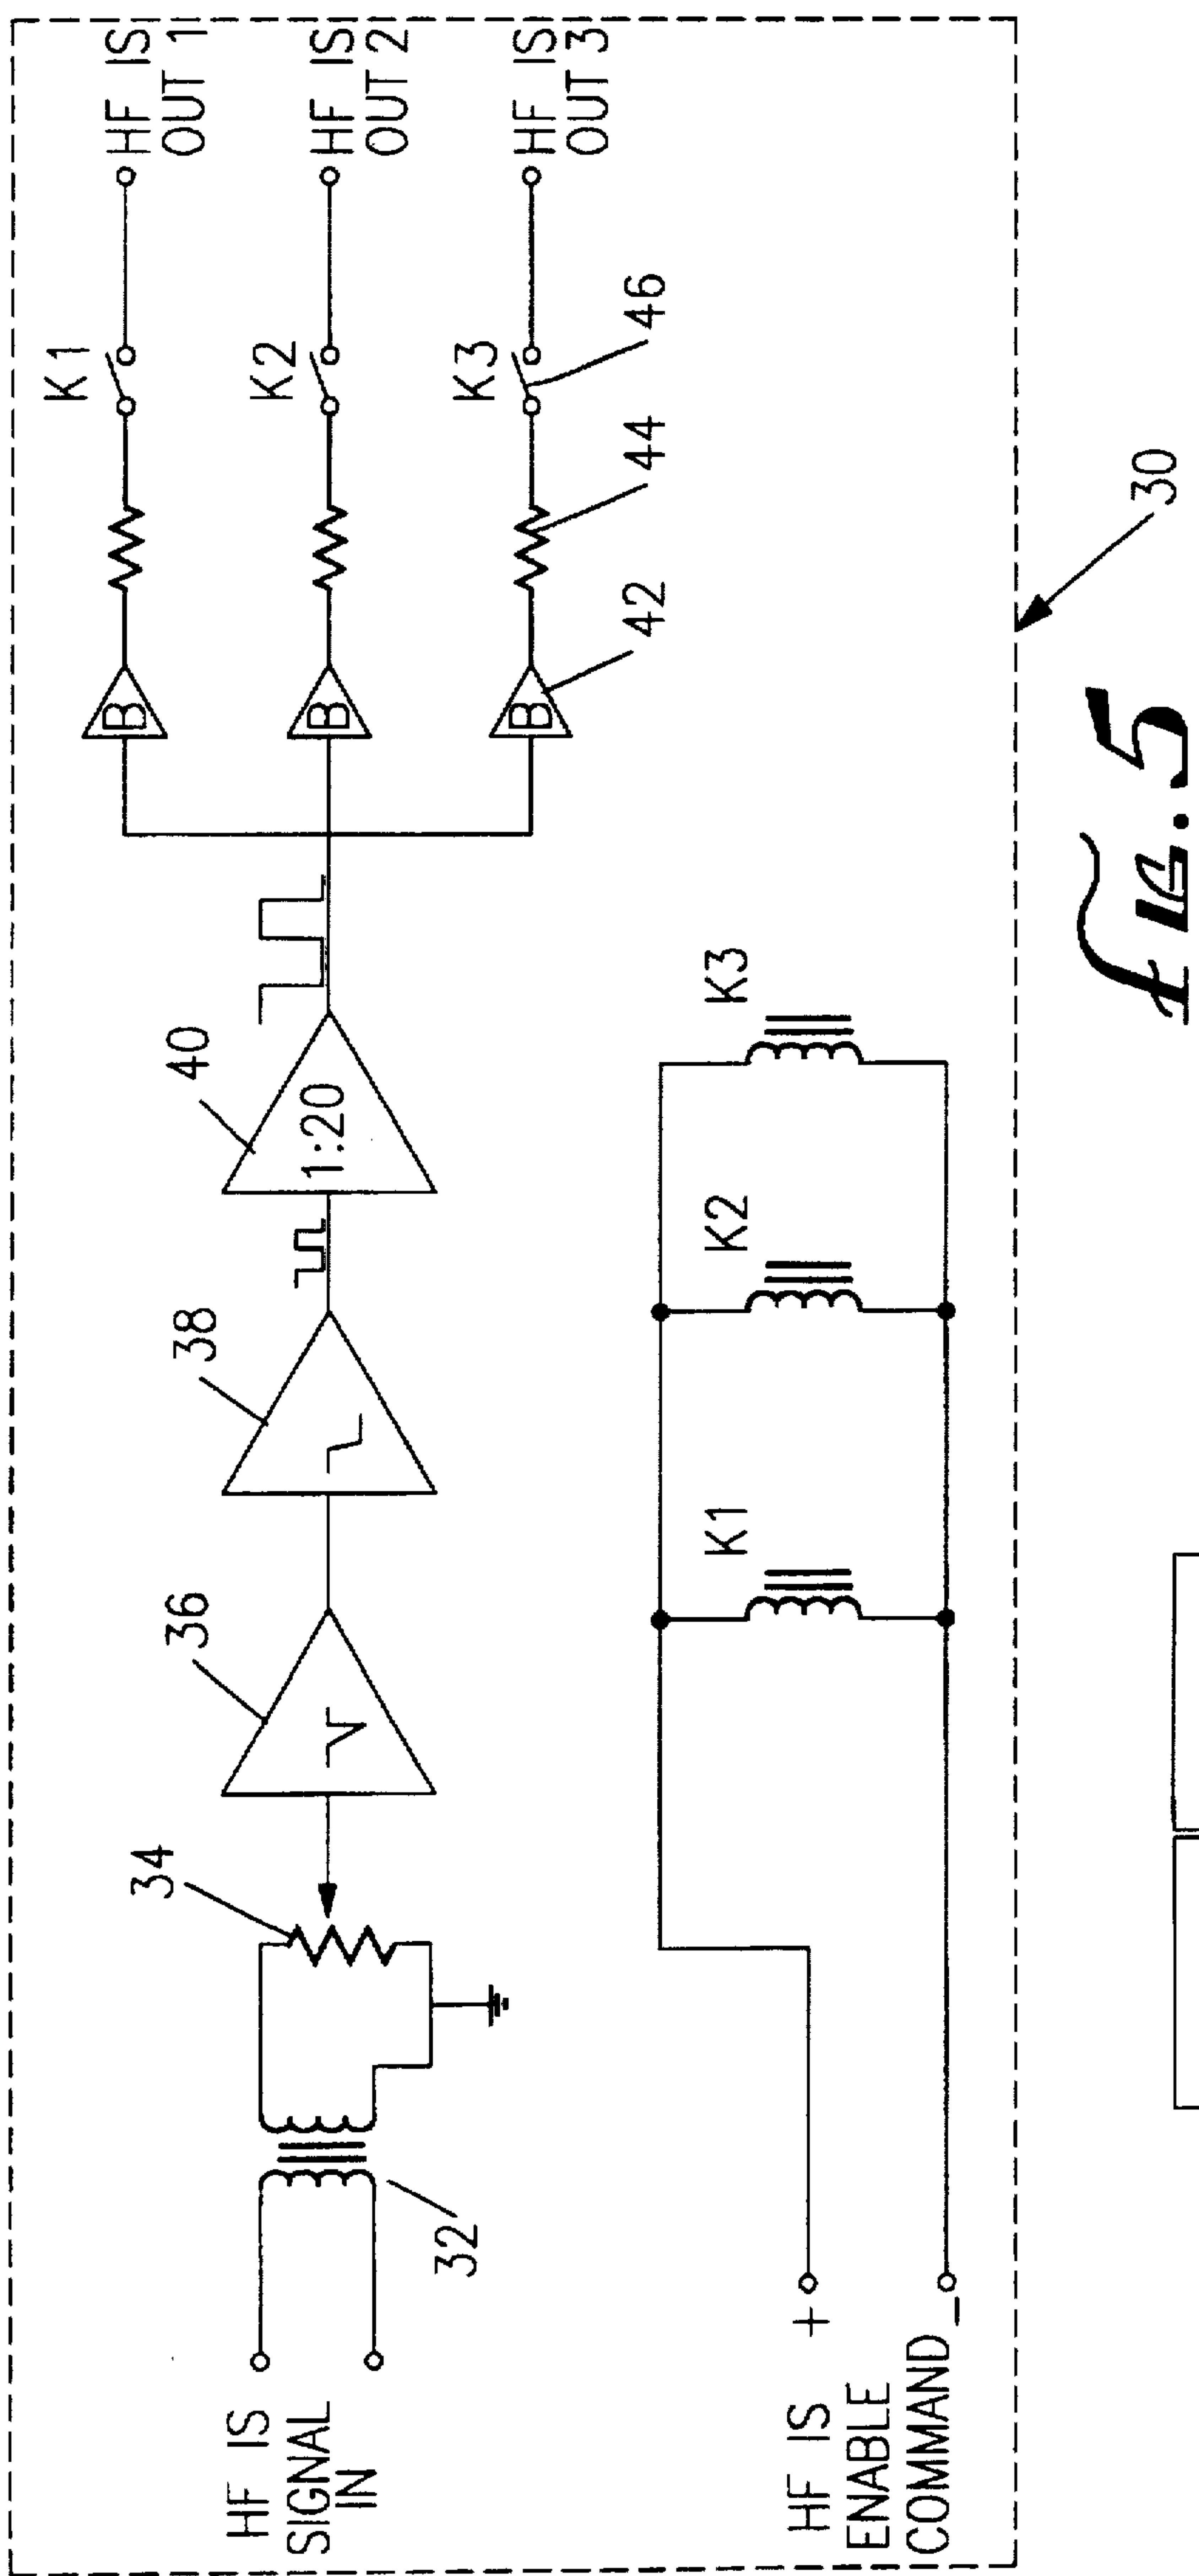 HF IS
SIGNAL
IN
32
34
36
38
40
1:20
B
K1
HF IS
OUT 1
B
K2
HF IS
OUT 2
B
K3
HF IS
OUT 3
42
44
46
HF IS
ENABLE
COMMAND
+
–
K1
K2
K3
30
FIG. 5